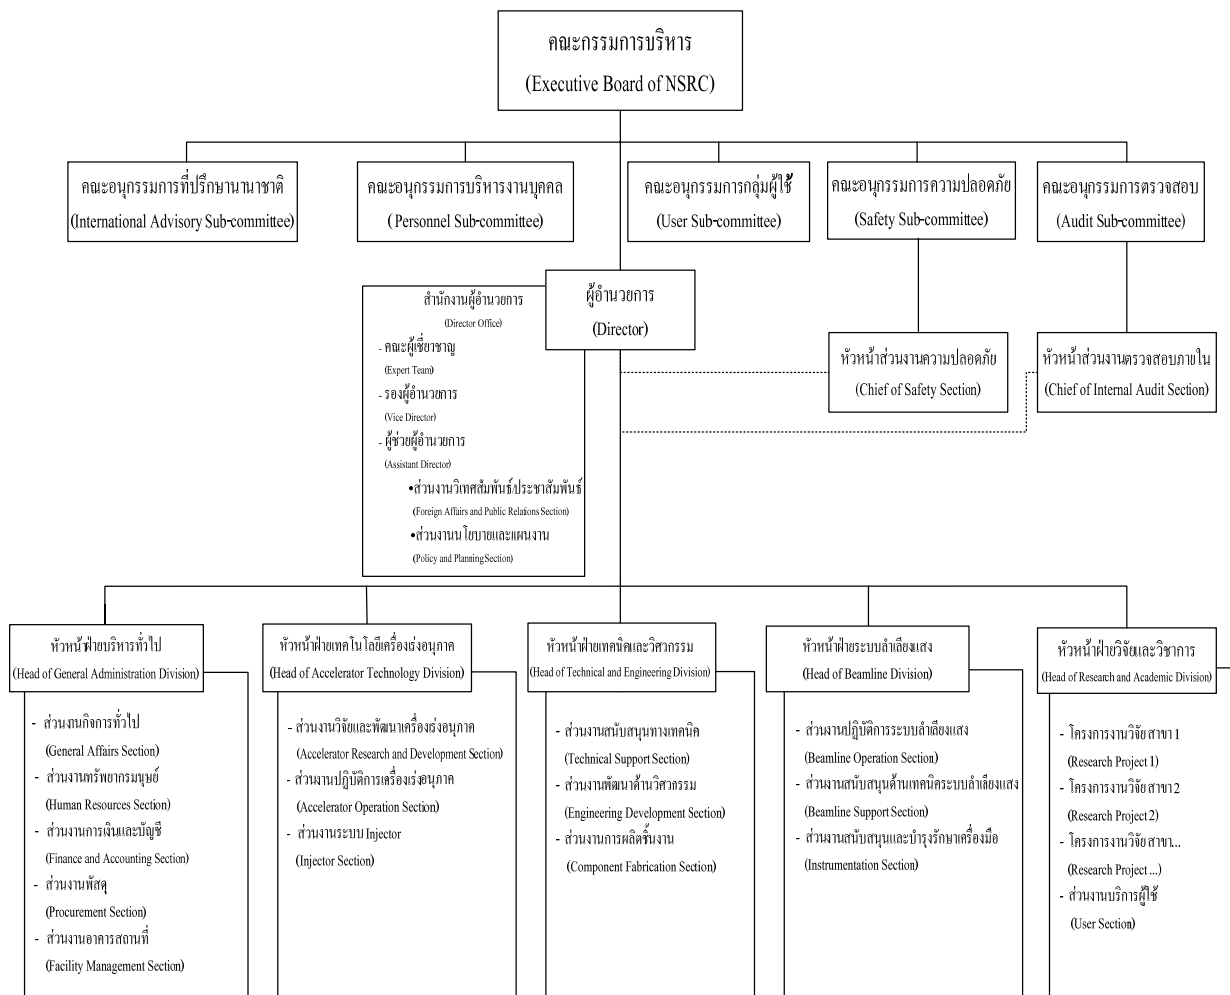 คณะกรรมการบริหาร
(Executive Board of NSRC)
คณะอนุกรรมการที่ปรึกษานานาชาติ
(International Advisory Sub-committee)
คณะอนุกรรมการบริหารงานบุคคล
(Personnel Sub-committee)
คณะอนุกรรมการกลุ่มผู้ใช้
(User Sub-committee)
คณะอนุกรรมการความปลอดภัย
(Safety Sub-committee)
คณะอนุกรรมการตรวจสอบ
(Audit Sub-committee)
ผู้อำนวยการ
(Director)
สำนักงานผู้อำนวยการ
(Director Office)
- คณะผู้เชี่ยวชาญ
(Expert Team)
- รองผู้อำนวยการ
(Vice Director)
- ผู้ช่วยผู้อำนวยการ
(Assistant Director)
•ส่วนงานวิเทศสัมพันธ์/ประชาสัมพันธ์
(Foreign Affairs and Public Relations Section)
•ส่วนงานนโยบายและแผนงาน
(Policy and Planning Section)
หัวหน้าส่วนงานความปลอดภัย
(Chief of Safety Section)
หัวหน้าส่วนงานตรวจสอบภายใน
(Chief of Internal Audit Section)
หัวหน้าฝ่ายบริหารทั่วไป
(Head of General Administration Division)
- ส่วนงานกิจการทั่วไป
(General Affairs Section)
- ส่วนงานทรัพยากรมนุษย์
(Human Resources Section)
- ส่วนงานการเงินและบัญชี
(Finance and Accounting Section)
- ส่วนงานพัสดุ
(Procurement Section)
- ส่วนงานอาคารสถานที่
(Facility Management Section)
หัวหน้าฝ่ายเทคโนโลยีเครื่องเร่งอนุภาค
(Head of Accelerator Technology Division)
- ส่วนงานวิจัยและพัฒนาเครื่องเร่งอนุภาค
(Accelerator Research and Development Section)
- ส่วนงานปฏิบัติการเครื่องเร่งอนุภาค
(Accelerator Operation Section)
- ส่วนงานระบบ Injector
(Injector Section)
หัวหน้าฝ่ายเทคนิคและวิศวกรรม
(Head of Technical and Engineering Division)
- ส่วนงานสนับสนุนทางเทคนิค
(Technical Support Section)
- ส่วนงานพัฒนาด้านวิศวกรรม
(Engineering Development Section)
- ส่วนงานการผลิตชิ้นงาน
(Component Fabrication Section)
หัวหน้าฝ่ายระบบลำเลียงแสง
(Head of Beamline Division)
- ส่วนงานปฏิบัติการระบบลำเลียงแสง
(Beamline Operation Section)
- ส่วนงานสนับสนุนด้านเทคนิคระบบลำเลียงแสง
(Beamline Support Section)
- ส่วนงานสนับสนุนและบำรุงรักษาเครื่องมือ
(Instrumentation Section)
หัวหน้าฝ่ายวิจัยและวิชาการ
(Head of Research and Academic Division)
- โครงการงานวิจัย สาขา 1
(Research Project 1)
- โครงการงานวิจัย สาขา 2
(Research Project 2)
- โครงการงานวิจัย สาขา...
(Research Project ...)
- ส่วนงานบริการผู้ใช้
(User Section)